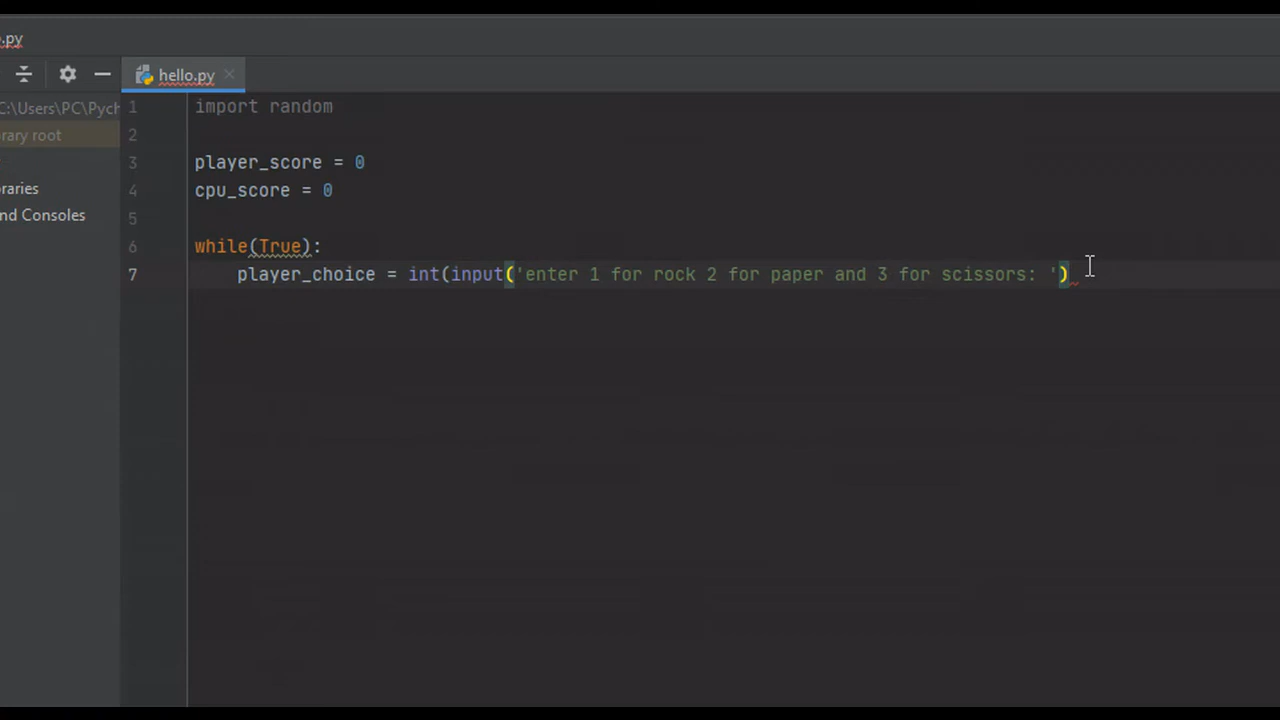 o.py
hello.py
C:\Users\PC\Pych
rary root
raries
nd Consoles
1 import random
2
3 player_score = 0
4 cpu_score = 0
5
6 while(True):
7 player_choice = int(input('enter 1 for rock 2 for paper and 3 for scissors: ')